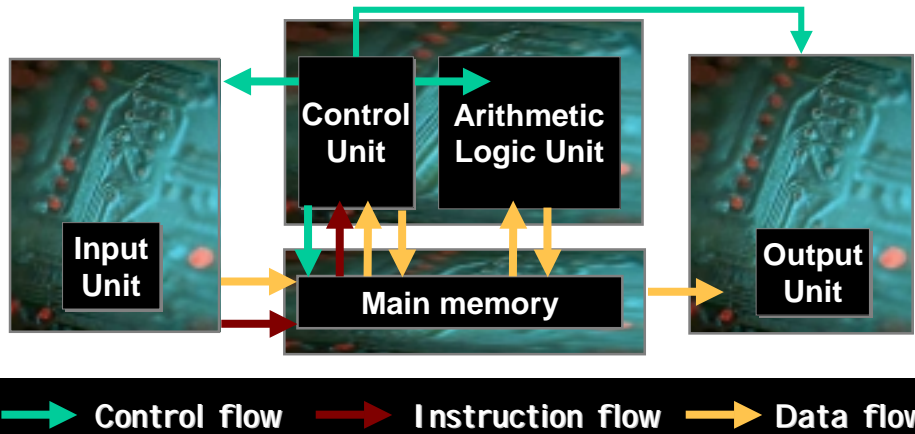 Control
Unit
Arithmetic
Logic Unit
Input
Unit
Main memory
Output
Unit
Control flow
Instruction flow
Data flow